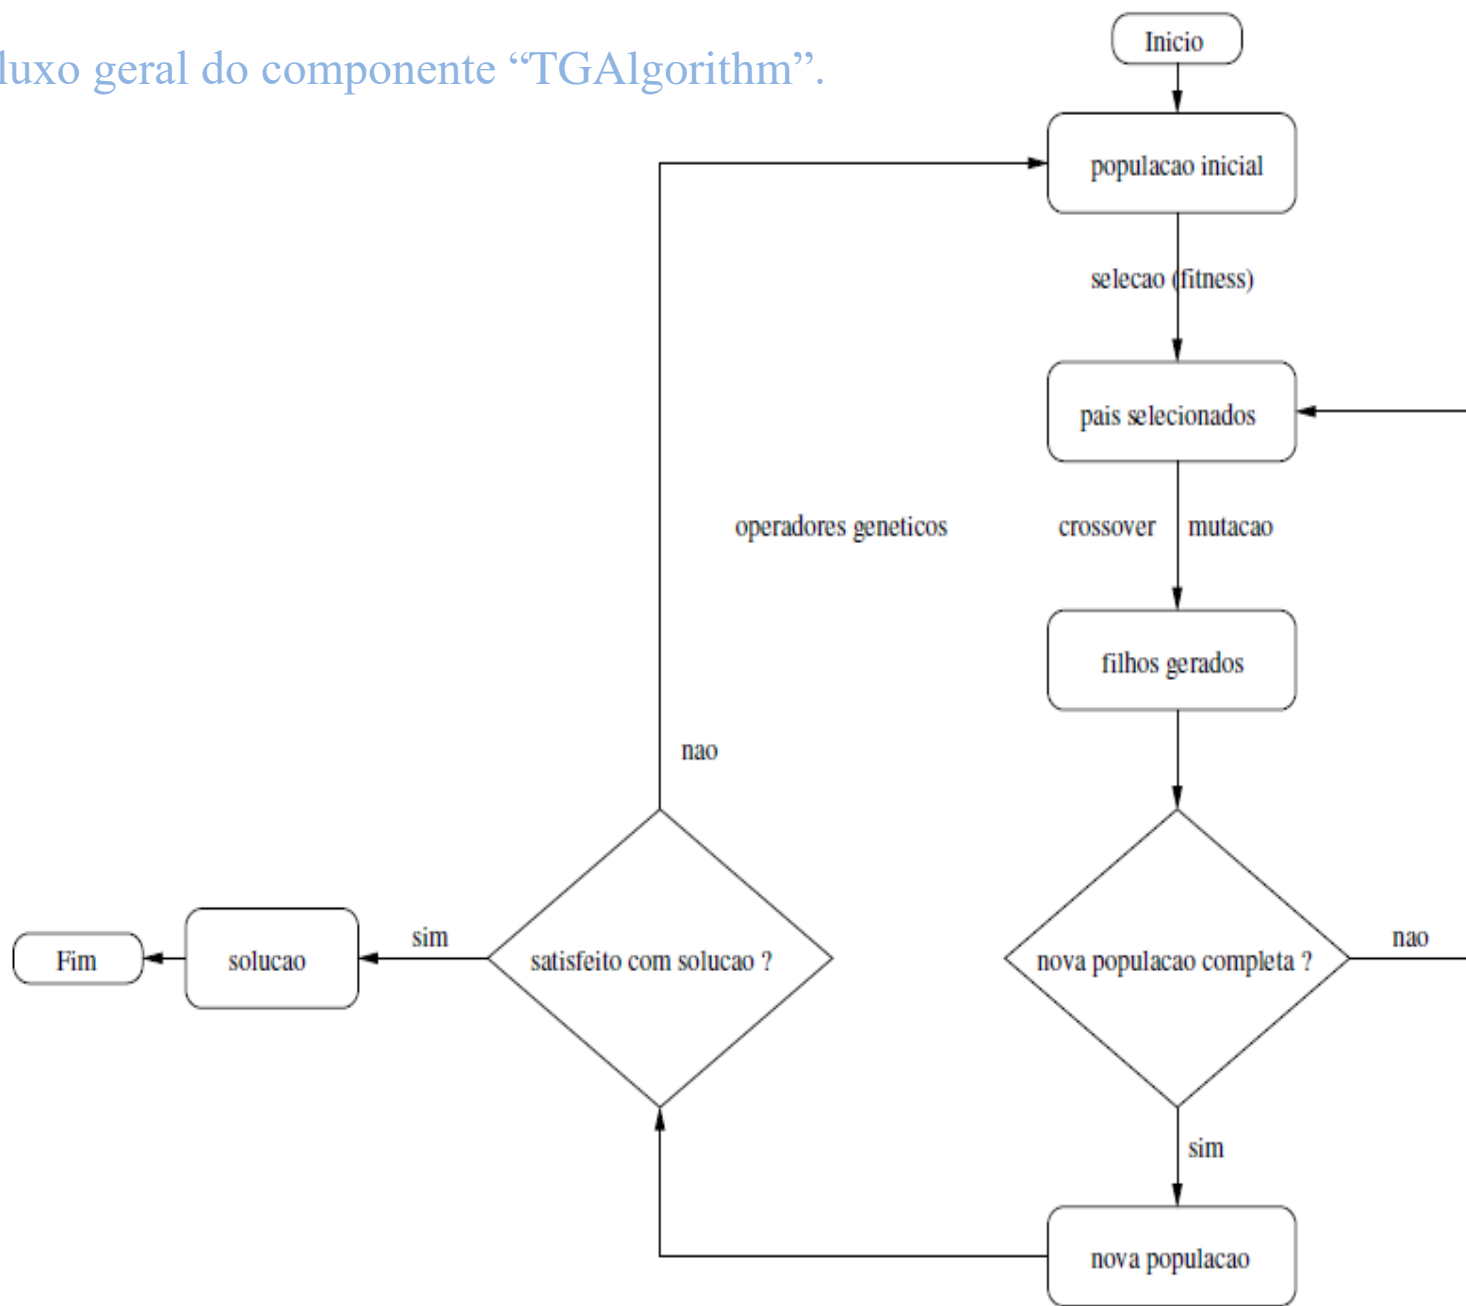 luxo geral do componente “TGAlgorithm”.
Inicio
populacao inicial
selecao (fitness)
pais selecionados
operadores geneticos
crossover
mutacao
filhos gerados
nao
nova populacao completa ?
nao
satisfeito com solucao ?
sim
solucao
Fim
sim
nova populacao